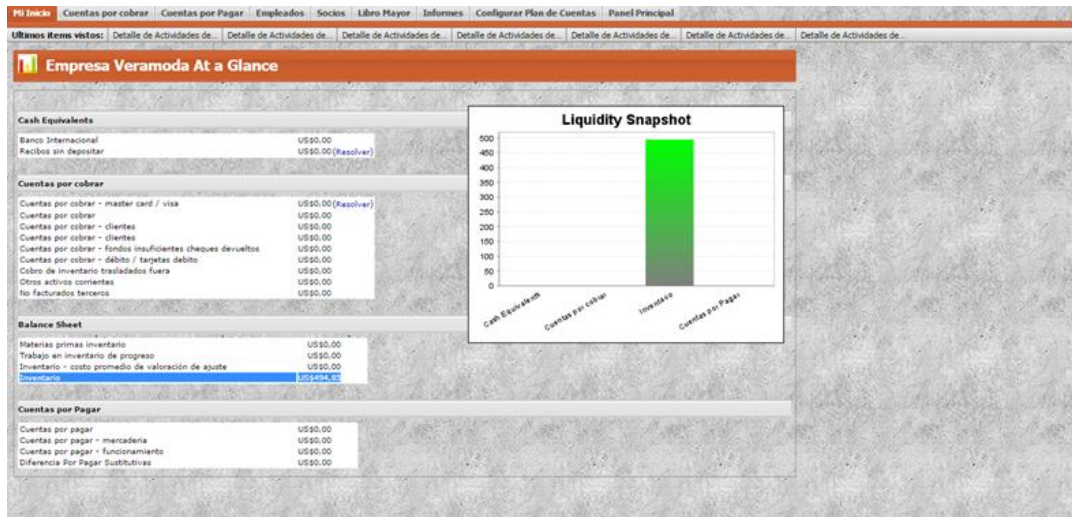 Mi Inicio Cuentas por cobrar Cuentas por Pagar Empleados Socios Libro Mayor Informes Configurar Plan de Cuentas Panel Principal
Ultimos ítems vistos: Detalle de Actividades de... Detalle de Actividades de... Detalle de Actividades de... Detalle de Actividades de... Detalle de Actividades de... Detalle de Actividades de... Detalle de Actividades de...
Empresa Veramoda At a Glance
Cash Equivalents
Banco Internacional US$0,00
Recibos sin depositar US$0,00 (Resolver)
Cuentas por cobrar
Cuentas por cobrar - master card / visa US$0,00 (Resolver)
Cuentas por cobrar US$0,00
Cuentas por cobrar - clientes US$0,00
Cuentas por cobrar - clientes US$0,00
Cuentas por cobrar - fondos insuficientes cheques devueltos US$0,00
Cuentas por cobrar - débito / tarjetas debito US$0,00
Cobro de inventario trasladados fuera US$0,00
Otros activos corrientes US$0,00
No facturados terceros US$0,00
Balance Sheet
Materias primas inventario US$0,00
Trabajo en inventario de progreso US$0,00
Inventario - costo promedio de valoración de ajuste US$0,00
Inventario US$494,83
Cuentas por Pagar
Cuentas por pagar US$0,00
Cuentas por pagar - mercadería US$0,00
Cuentas por pagar - funcionamiento US$0,00
Diferencia Por Pagar Sustitutivas US$0,00
Liquidity Snapshot
500
450
400
350
300
250
200
150
100
50
0
Cash Equivalents Cuentas por cobrar Inventario Cuentas por Pagar